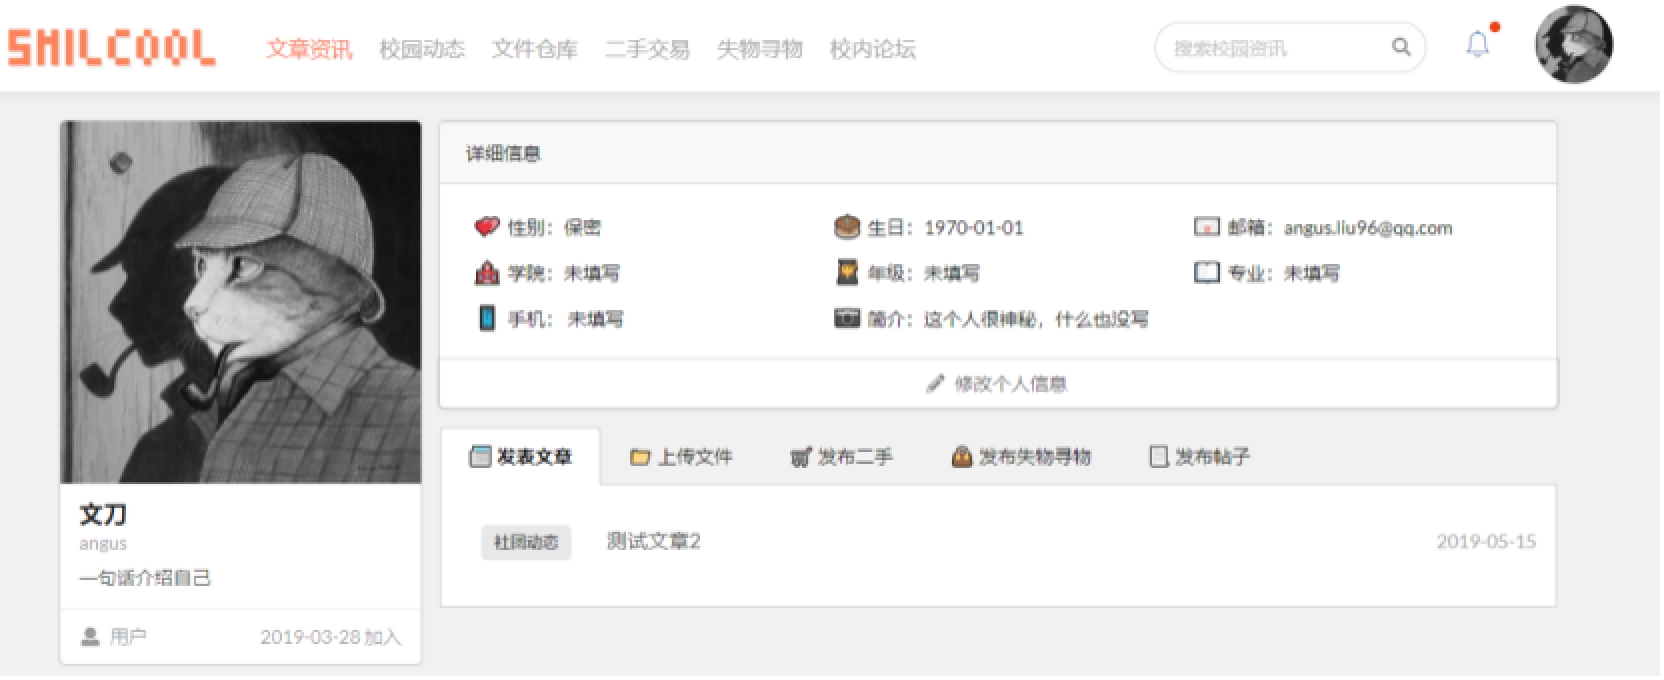 SMILCOOL 文章资讯 校园动态 文件仓库 二手交易 失物寻物 校内论坛 搜索校园资讯
详细信息
性别：保密 生日：1970-01-01 邮箱：angus.liu96@qq.com
学院：未填写 年级：未填写 专业：未填写
手机：未填写 简介：这个人很神秘，什么也没写
修改个人信息
发表文章 上传文件 发布二手 发布失物寻物 发布帖子
社团动态 测试文章2 2019-05-15
文刀
angus
一句话介绍自己
用户 2019-03-28 加入